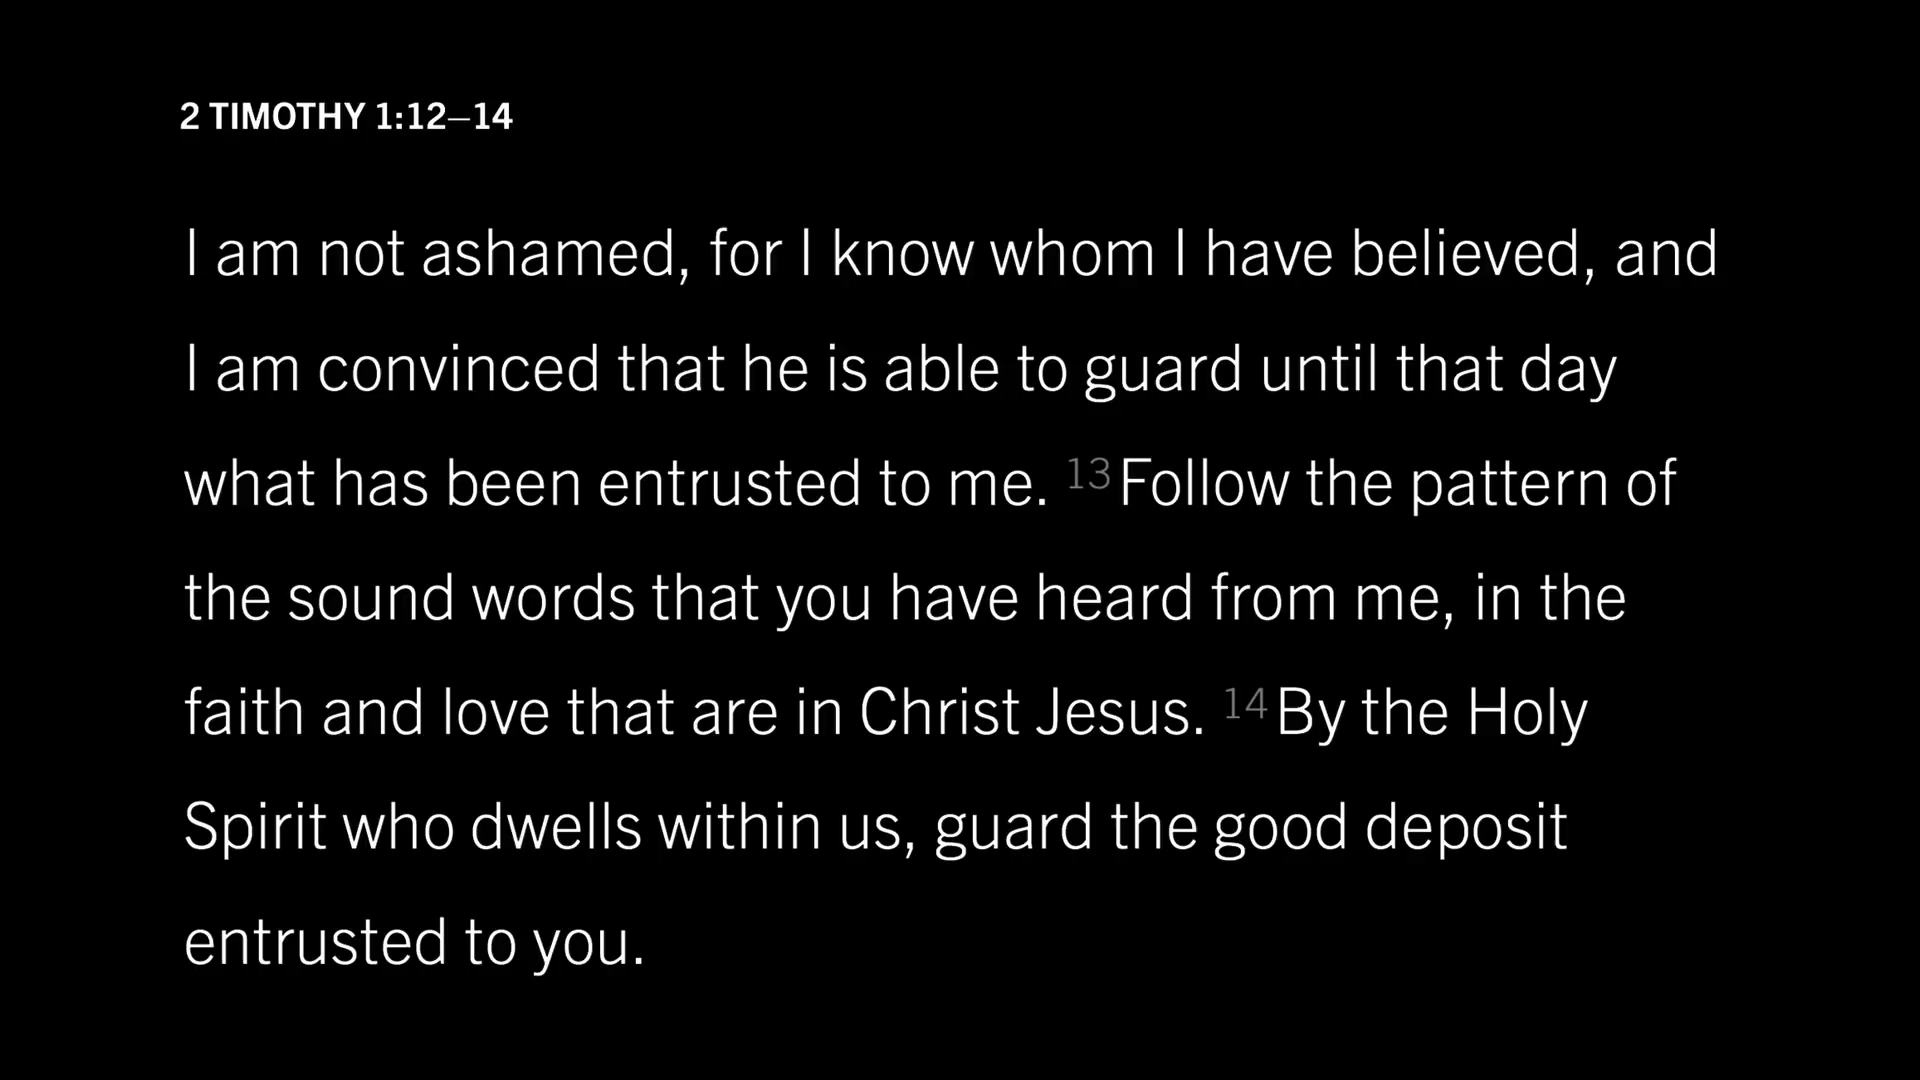 2 TIMOTHY 1:12–14
I am not ashamed, for I know whom I have believed, and
I am convinced that he is able to guard until that day
what has been entrusted to me. 13 Follow the pattern of
the sound words that you have heard from me, in the
faith and love that are in Christ Jesus. 14 By the Holy
Spirit who dwells within us, guard the good deposit
entrusted to you.